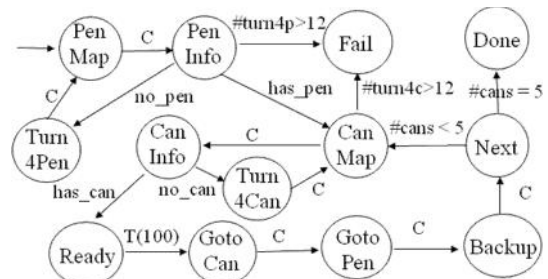 Pen
Map
C
Pen
Info
#turn4p>12
Fail
Done
C
no_pen
has_pen
#turn4c>12
#cans = 5
Turn
4Pen
Can
Info
C
Can
Map
#cans < 5
Next
has_can
no_can
Turn
4Can
C
C
Ready
T(100)
Goto
Can
C
Goto
Pen
C
Backup